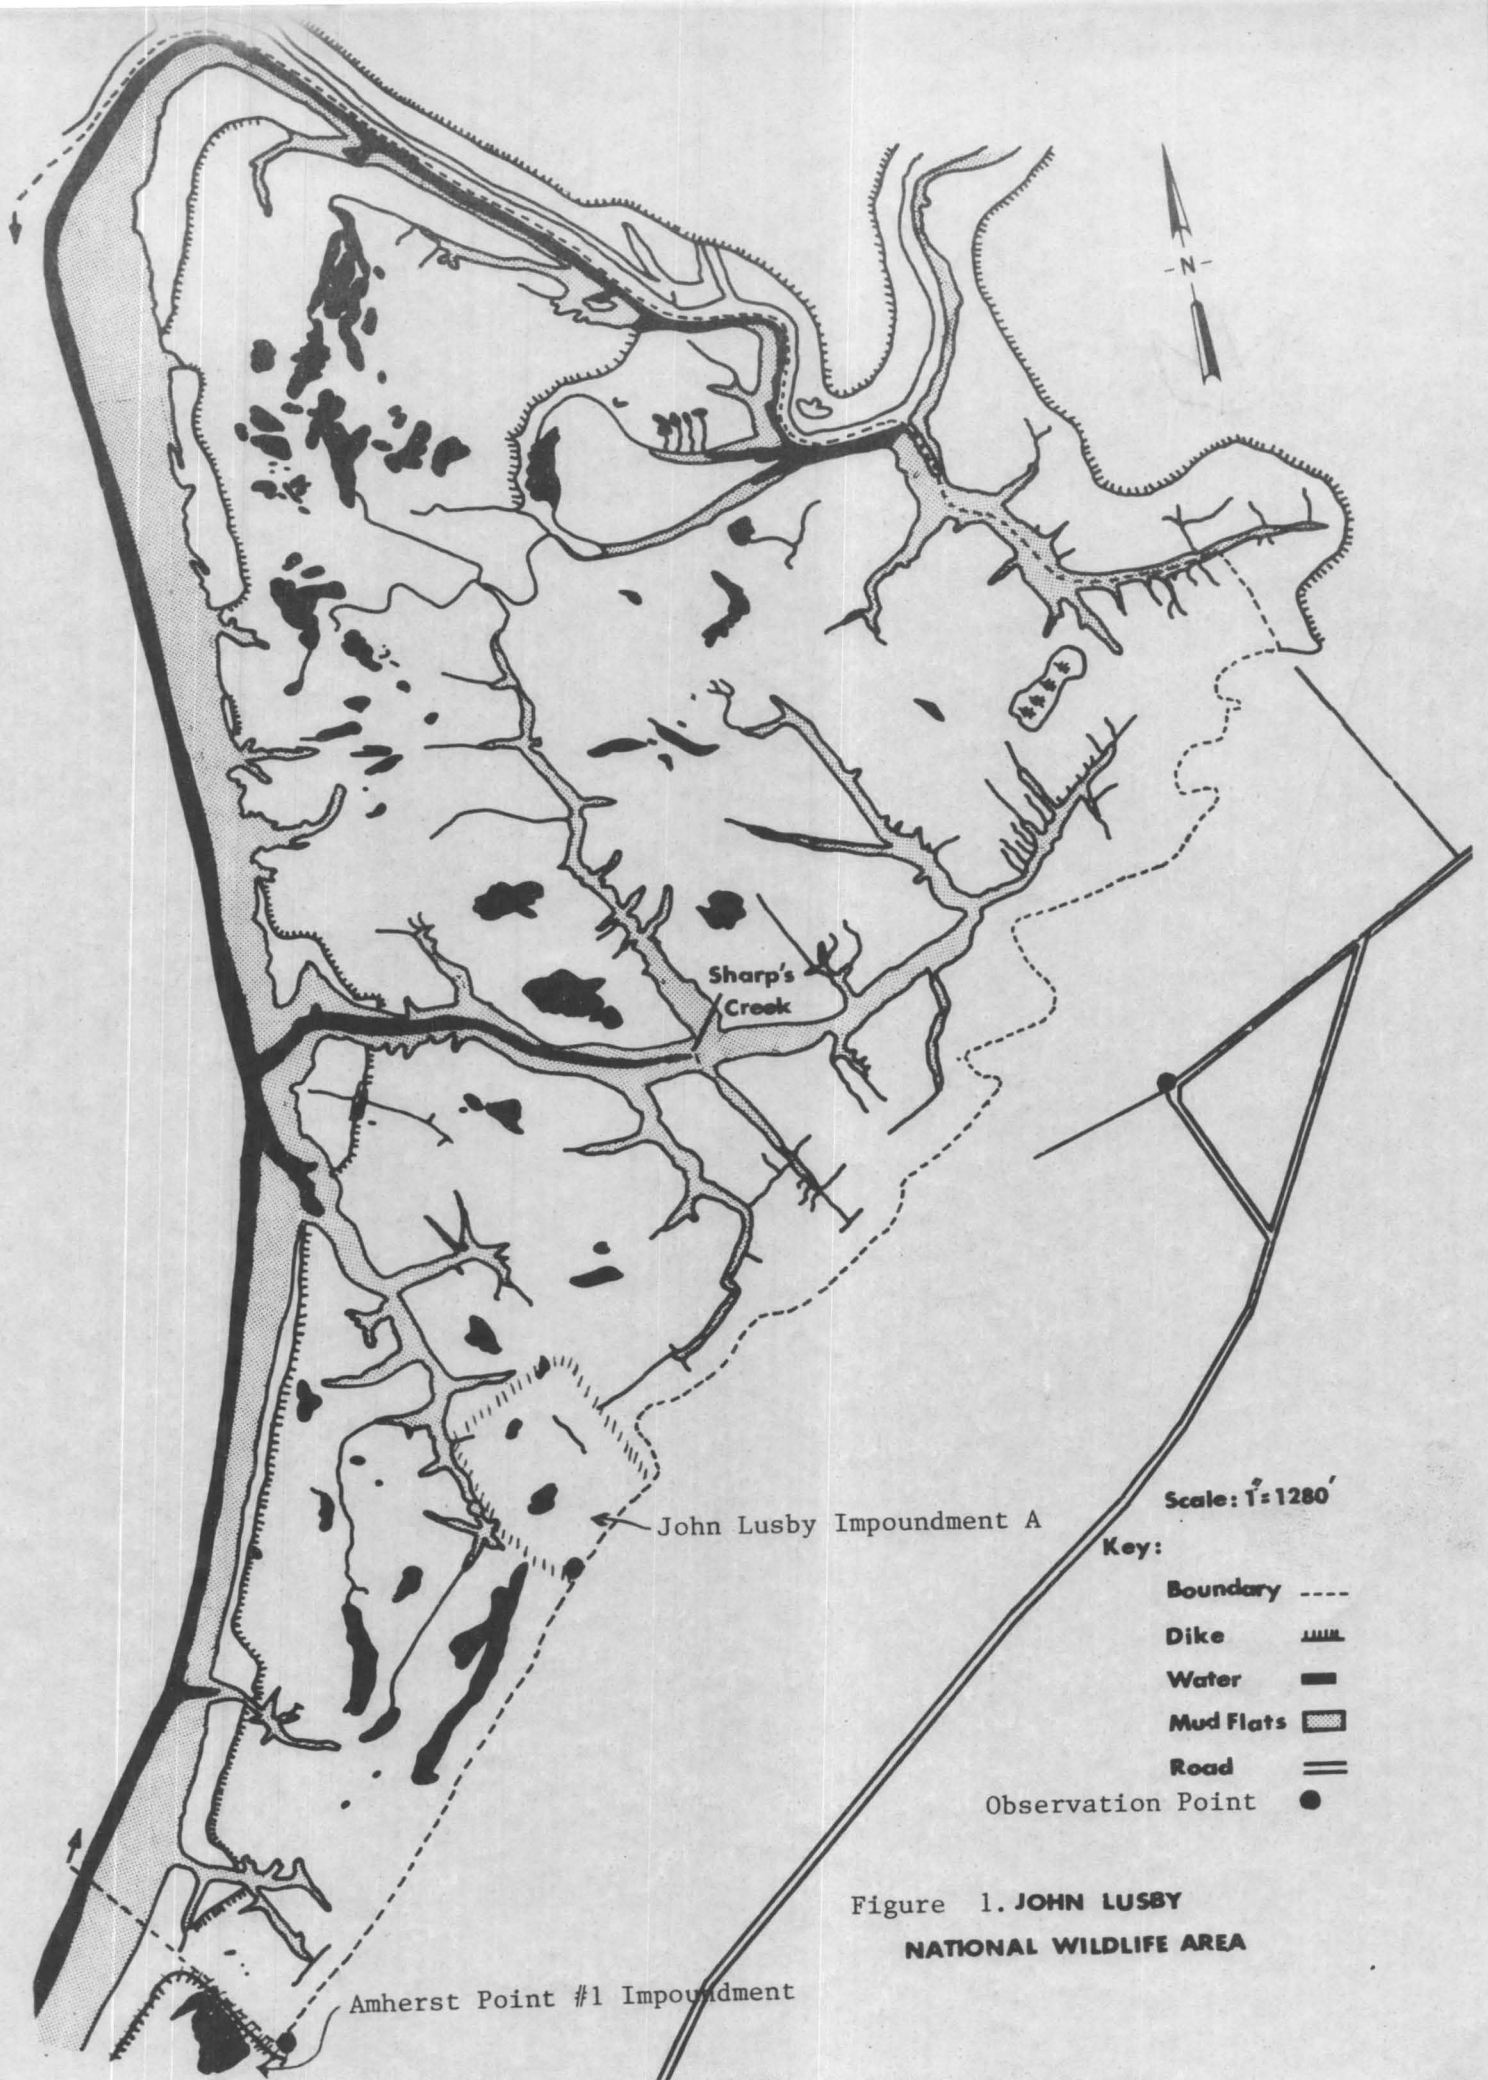 N
Sharp's
Creek
John Lusby Impoundment A
Scale: 1"=1280'
Key:
Boundary
Dike
Water
Mud Flats
Road
Observation Point
Figure 1. JOHN LUSBY
NATIONAL WILDLIFE AREA
Amherst Point #1 Impoundment